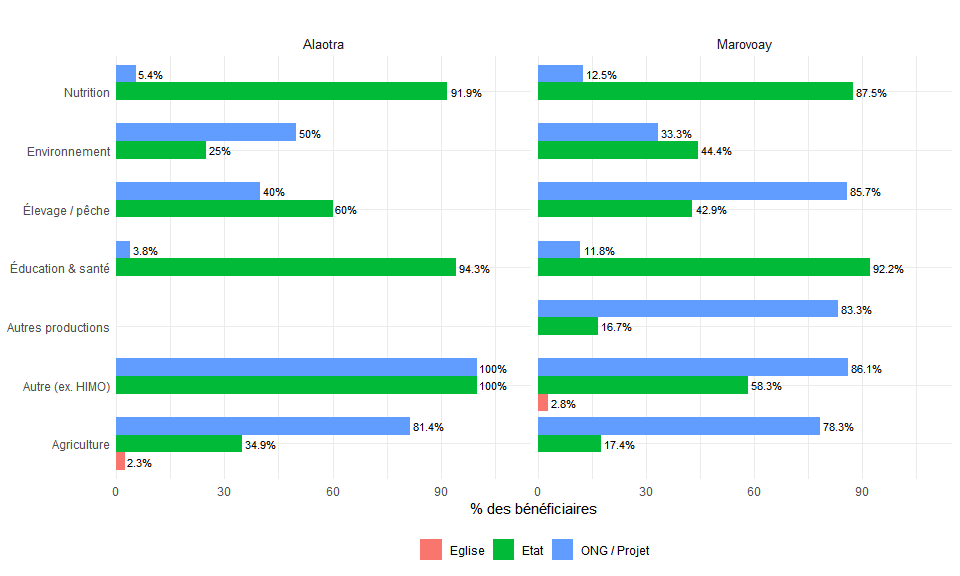 Alaotra Marovoay
Nutrition 5.4% 91.9% 12.5% 87.5%
Environnement 50% 25% 33.3% 44.4%
Élevage / pêche 40% 60% 85.7% 42.9%
Éducation & santé 3.8% 94.3% 11.8% 92.2%
Autres productions 83.3% 16.7%
Autre (ex. HIMO) 100% 100% 86.1% 58.3% 2.8%
Agriculture 81.4% 34.9% 2.3% 78.3% 17.4%
0 30 60 90 0 30 60 90
% des bénéficiaires
Eglise Etat ONG / Projet